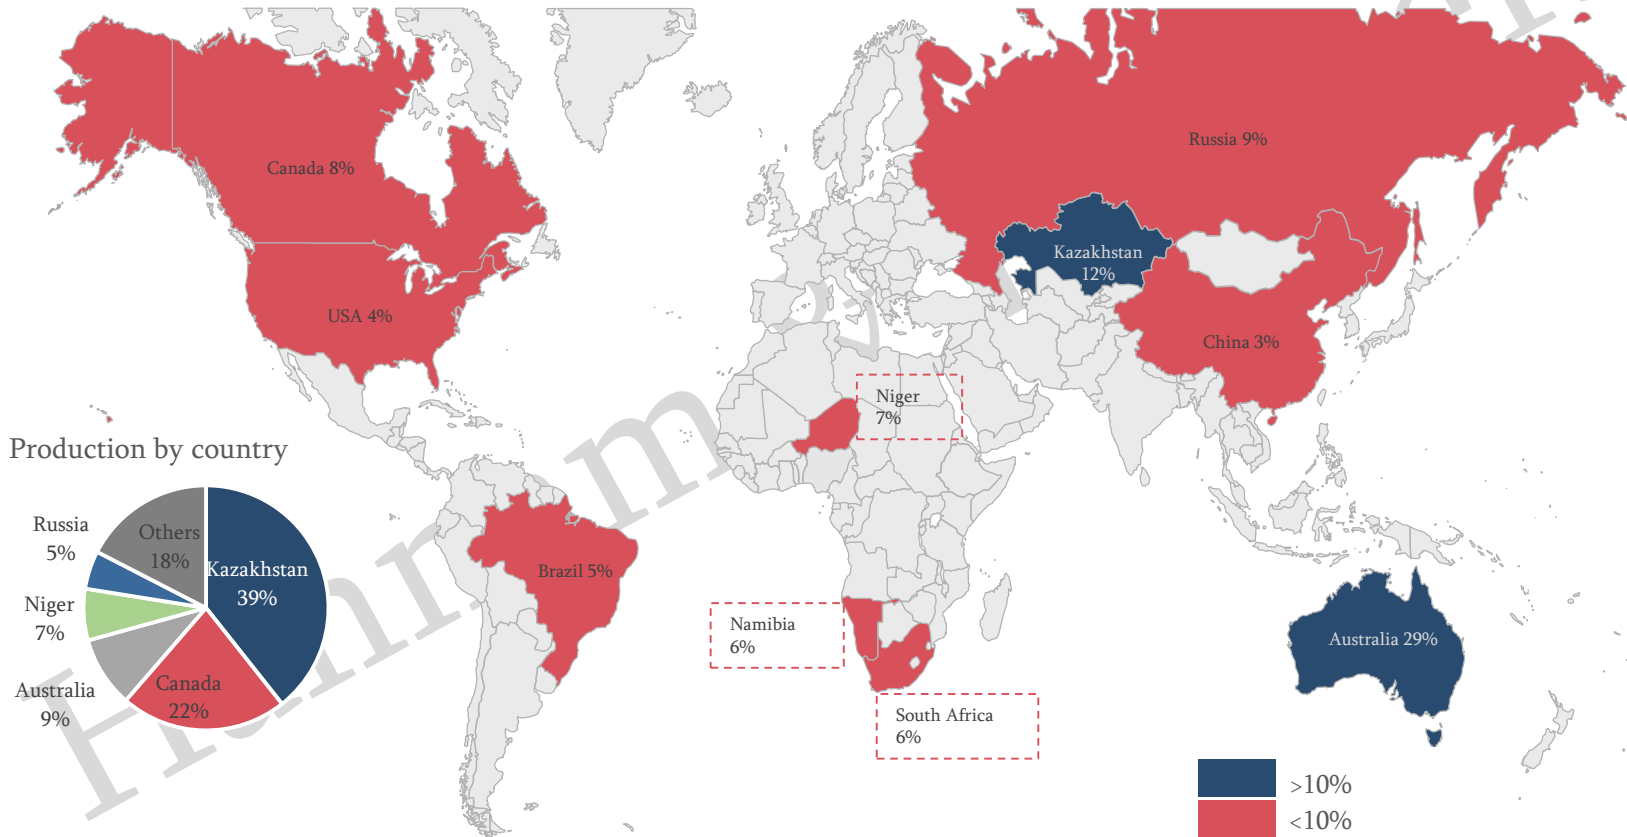 Canada 8%
Russia 9%
Kazakhstan
12%
USA 4%
China 3%
Niger
7%
Brazil 5%
Namibia
6%
Australia 29%
South Africa
6%
Production by country
Russia
5%
Others
18%
Kazakhstan
39%
Niger
7%
Australia
9%
Canada
22%
>10%
<10%